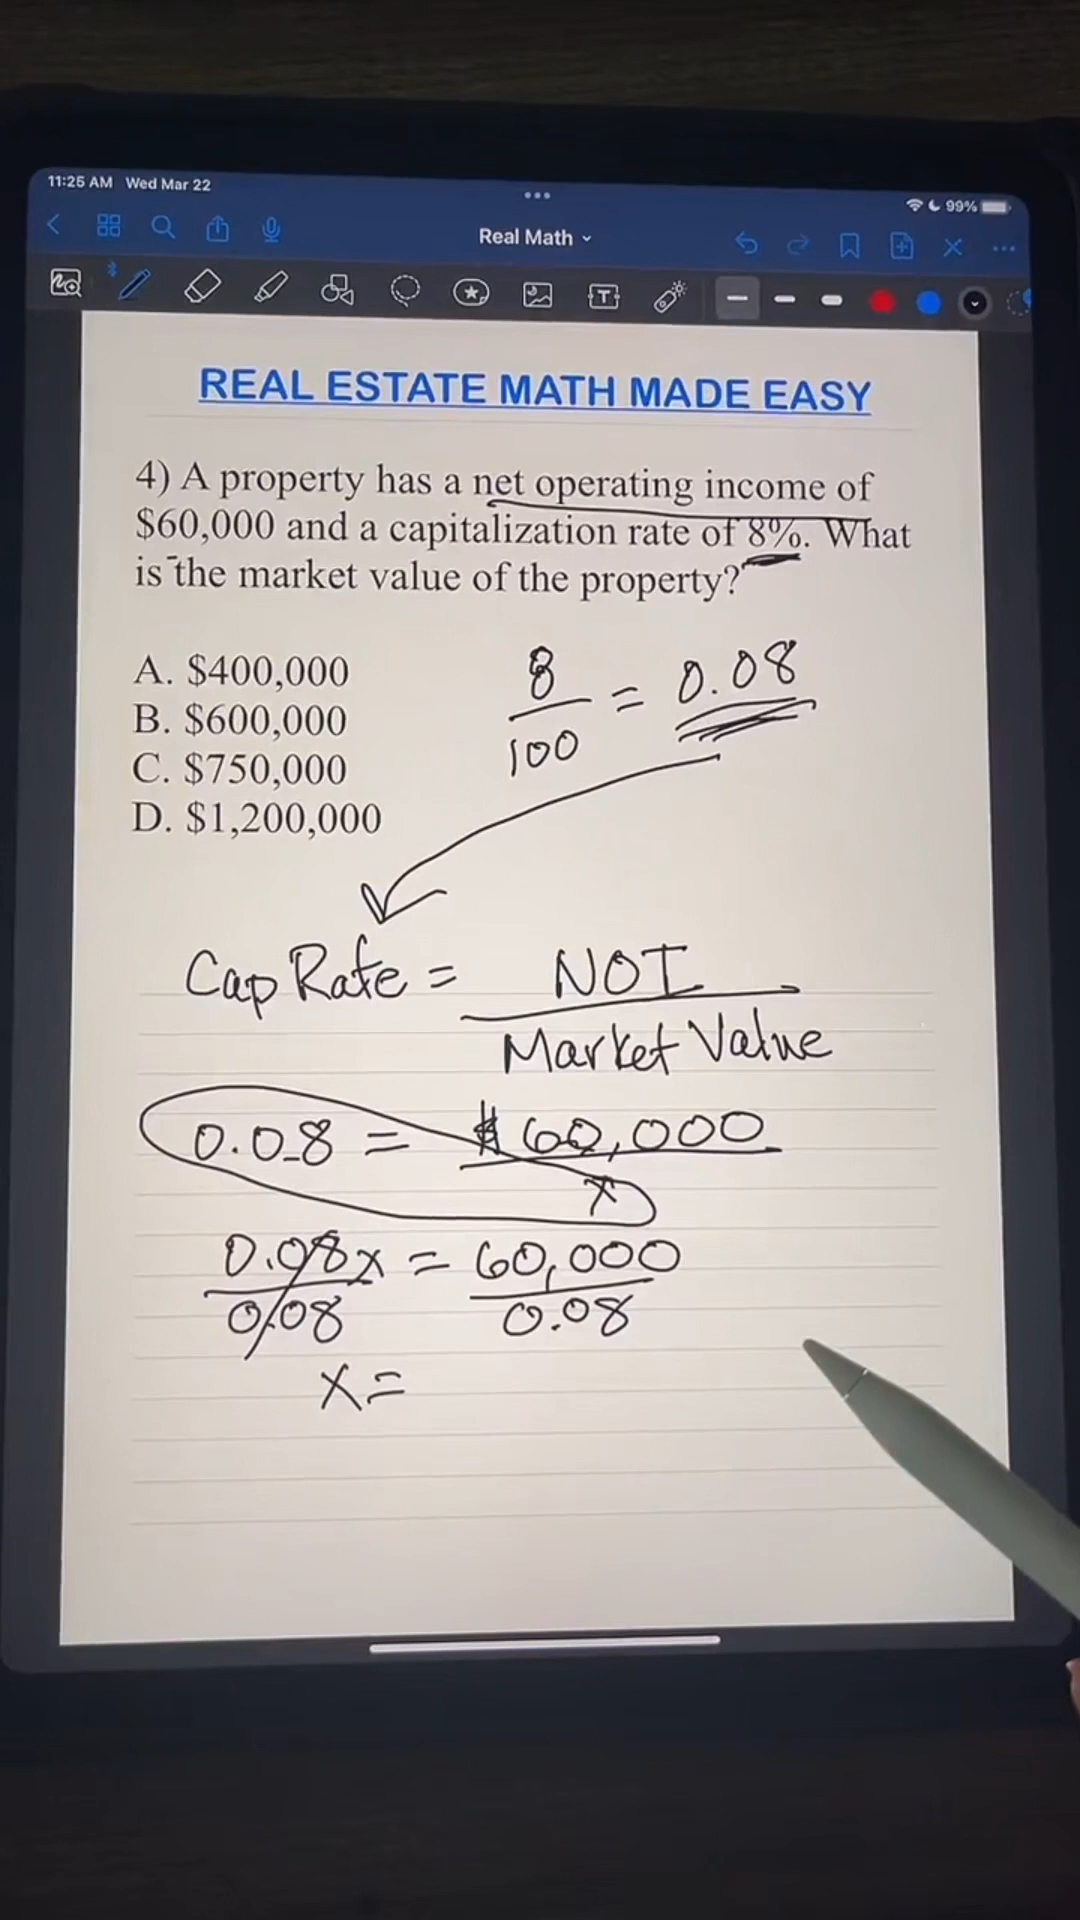 11:25 AM Wed Mar 22
99%
Real Math
T
REAL ESTATE MATH MADE EASY
4) A property has a net operating income of
$60,000 and a capitalization rate of 8%. What
is the market value of the property?
A. $400,000
B. $600,000
C. $750,000
D. $1,200,000
8
100
= 0.08
Cap Rate = NOI
Market Value
0.08 = $60,000
x
0.08x = 60,000
0.08 0.08
x =